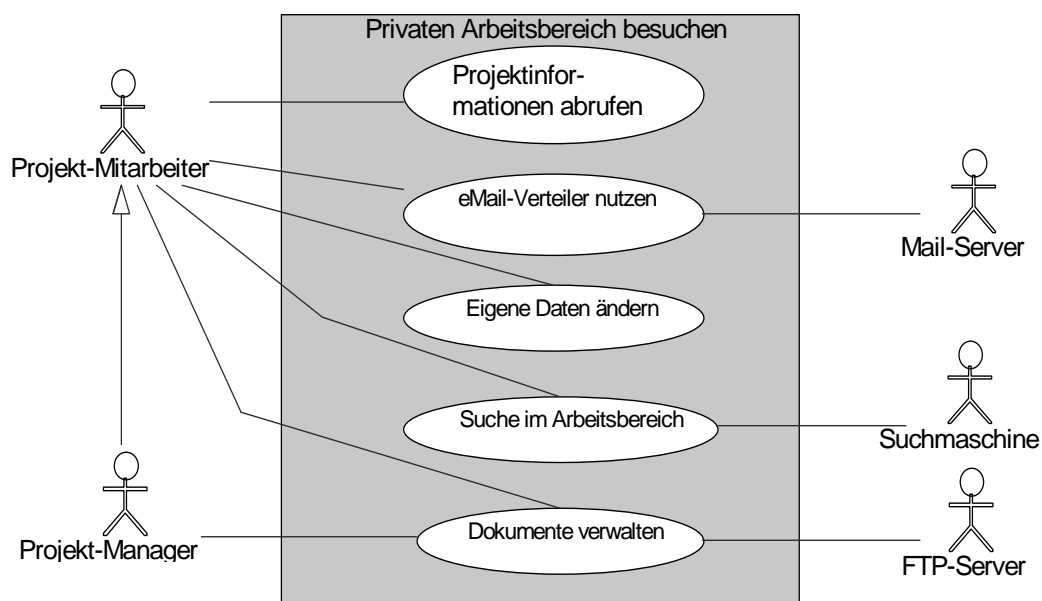 Privaten Arbeitsbereich besuchen
Projektinfor-
mationen abrufen
Projekt-Mitarbeiter
eMail-Verteiler nutzen
Mail-Server
Eigene Daten ändern
Suche im Arbeitsbereich
Suchmaschine
Dokumente verwalten
Projekt-Manager
FTP-Server